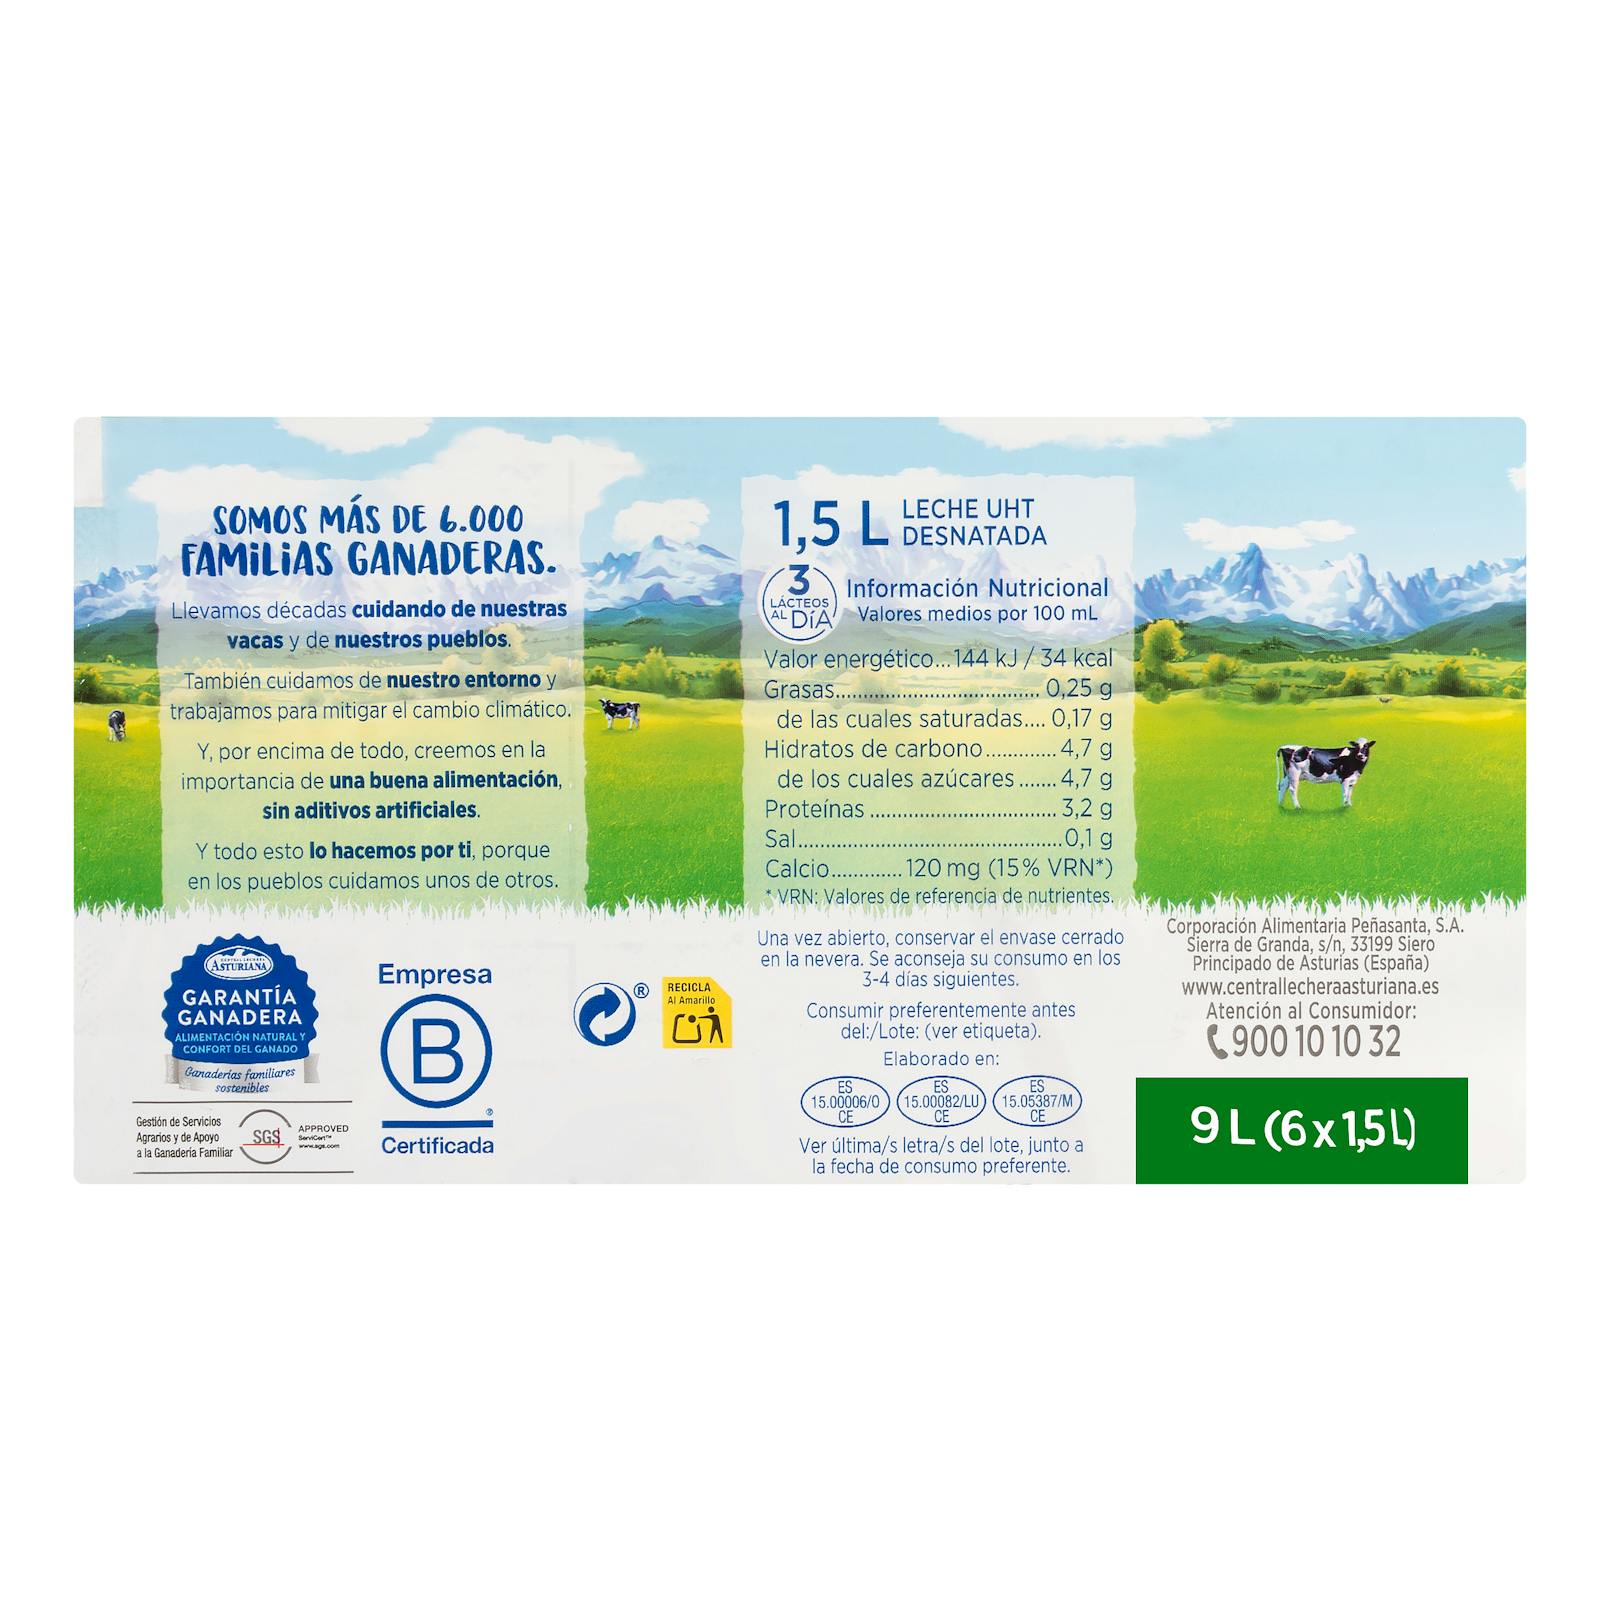 SOMOS MÁS DE 6.000
FAMILIAS GANADERAS.
Llevamos décadas cuidando de nuestras
vacas y de nuestros pueblos.
También cuidamos de nuestro entorno y
trabajamos para mitigar el cambio climático.
Y, por encima de todo, creemos en la
importancia de una buena alimentación,
sin aditivos artificiales.
Y todo esto lo hacemos por ti, porque
en los pueblos cuidamos unos de otros.
CENTRAL LECHERA
ASTURIANA
GARANTÍA
GANADERA
ALIMENTACIÓN NATURAL Y
CONFORT DEL GANADO
Ganaderías familiares
sostenibles
Gestión de Servicios
Agrarios y de Apoyo
a la Ganadería Familiar
SGS
APPROVED
ServiCert™
www.sgs.com
Empresa
B
®
Certificada
®
RECICLA
Al Amarillo
1,5 L LECHE UHT
DESNATADA
3
LÁCTEOS
AL DÍA
Información Nutricional
Valores medios por 100 mL
Valor energético...144 kJ / 34 kcal
Grasas.................................. 0,25 g
de las cuales saturadas.... 0,17 g
Hidratos de carbono............ 4,7 g
de los cuales azúcares....... 4,7 g
Proteínas ............................... 3,2 g
Sal............................................0,1 g
Calcio............ 120 mg (15% VRN*)
* VRN: Valores de referencia de nutrientes.
Una vez abierto, conservar el envase cerrado
en la nevera. Se aconseja su consumo en los
3-4 días siguientes.
Consumir preferentemente antes
del:/Lote: (ver etiqueta).
Elaborado en:
ES
15.00006/O
CE
ES
15.00082/LU
CE
ES
15.05387/M
CE
Ver última/s letra/s del lote, junto a
la fecha de consumo preferente.
Corporación Alimentaria Peñasanta, S.A.
Sierra de Granda, s/n, 33199 Siero
Principado de Asturias (España)
www.centrallecheraasturiana.es
Atención al Consumidor:
900 10 10 32
9 L (6 x 1,5 L)